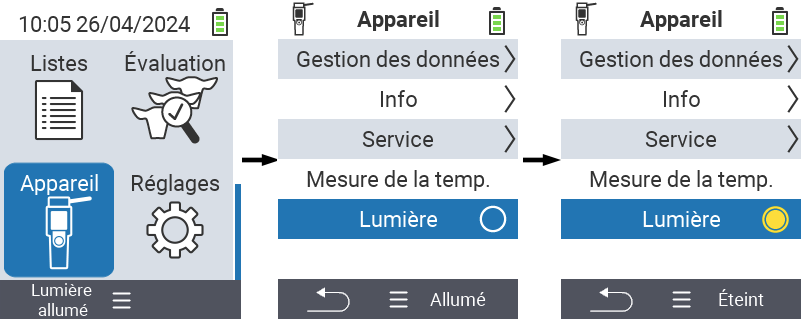 10:05 26/04/2024
Listes
Évaluation
Appareil
Réglages
Lumière
allumé
Appareil
Gestion des données
Info
Service
Mesure de la temp.
Lumière
Allumé
Appareil
Gestion des données
Info
Service
Mesure de la temp.
Lumière
Éteint